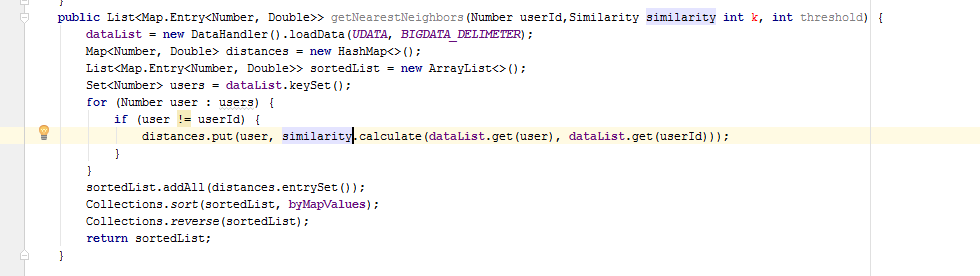 }
public List<Map.Entry<Number, Double>> getNearestNeighbors(Number userId,Similarity similarity int k, int threshold) {
dataList = new DataHandler().loadData(UDATA, BIGDATA_DELIMETER);
Map<Number, Double> distances = new HashMap<>();
List<Map.Entry<Number, Double>> sortedList = new ArrayList<>();
Set<Number> users = dataList.keySet();
for (Number user : users) {
if (user != userId) {
distances.put(user, similarity.calculate(dataList.get(user), dataList.get(userId)));
}
}
sortedList.addAll(distances.entrySet());
Collections.sort(sortedList, byMapValues);
Collections.reverse(sortedList);
return sortedList;
}